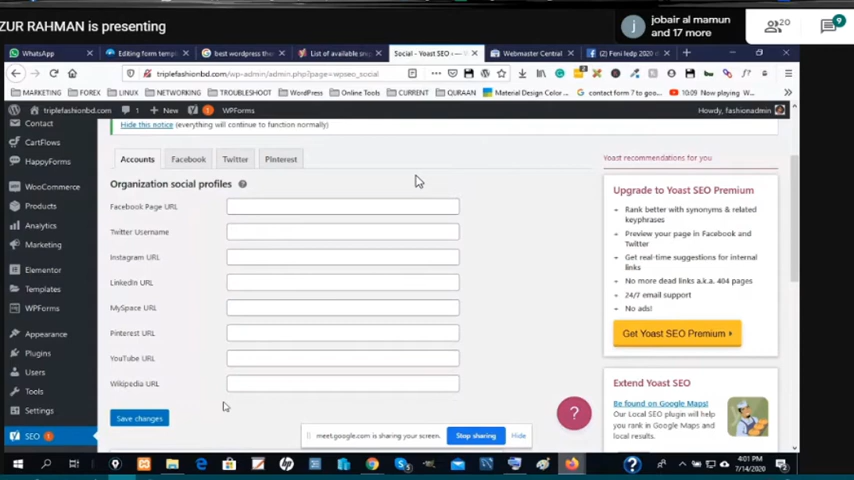 ZUR RAHMAN is presenting
j
jobair al mamun
and 17 more
20
9
WhatsApp
Editing form temp
best wordpress the
List of available sni
Social - Yoast SEO ‹
Webmaster Central
Feni Iedp 2020
triplefashionbd.com/wp-admin/admin.php?page=wpseo_social
MARKETING
FOREX
LINUX
NETWORKING
TROUBLESHOOT
WordPress
Online Tools
CURRENT
QURAAN
Material Design Color
contact form 7 to go
10:09 Now playing
triplefashionbd.com
1
+ New
1
WPForms
Howdy, fashionadmin
Contact
CartFlows
HappyForms
WooCommerce
Products
Analytics
Marketing
Elementor
Templates
WPForms
Appearance
Plugins
Users
Tools
Settings
SEO 1
Hide this notice (everything will continue to function normally)
Accounts
Facebook
Twitter
Pinterest
Organization social profiles
Facebook Page URL
Twitter Username
Instagram URL
LinkedIn URL
MySpace URL
Pinterest URL
YouTube URL
Wikipedia URL
Save changes
Yoast recommendations for you
Upgrade to Yoast SEO Premium
+ Rank better with synonyms & related
keyphrases
+ Preview your page in Facebook and
Twitter
+ Get real-time suggestions for internal
links
+ No more dead links a.k.a. 404 pages
+ 24/7 email support
+ No ads!
Get Yoast SEO Premium
Extend Yoast SEO
Be found on Google Maps!
Our Local SEO plugin will help
you rank in Google Maps and
local results.
?
meet.google.com is sharing your screen.
Stop sharing
Hide
4:01 PM
7/14/2020
2